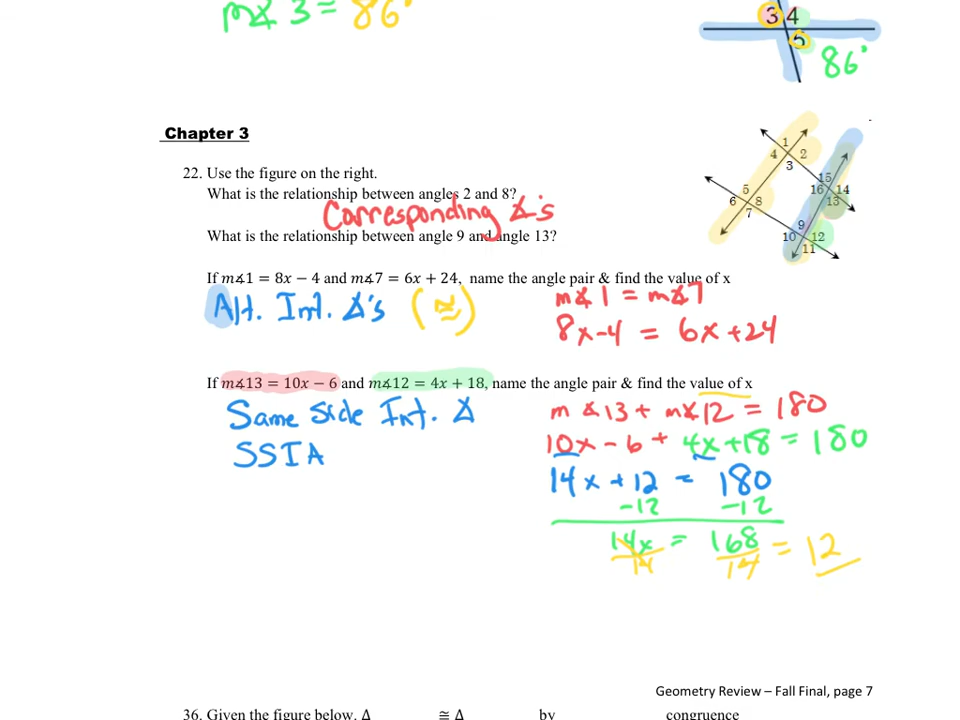 m∡3 = 86°
3 4
5
86°
Chapter 3
22. Use the figure on the right.
What is the relationship between angles 2 and 8?
Corresponding ∡'s
What is the relationship between angle 9 and angle 13?
1
4 2
3
15
5 16 14
6 8 13
7
9
10 12
11
If m∡1 = 8x − 4 and m∡7 = 6x + 24, name the angle pair & find the value of x
Alt. Int. ∡'s (≅)
m∡1 = m∡7
8x-4 = 6x+24
If m∡13 = 10x − 6 and m∡12 = 4x + 18, name the angle pair & find the value of x
Same Side Int. ∡
SSIA
m∡13 + m∡12 = 180
10x - 6 + 4x + 18 = 180
14x + 12 = 180
-12 -12
14x = 168 = 12
14 14
Geometry Review – Fall Final, page 7
36. Given the figure below, Δ ≅ Δ by congruence